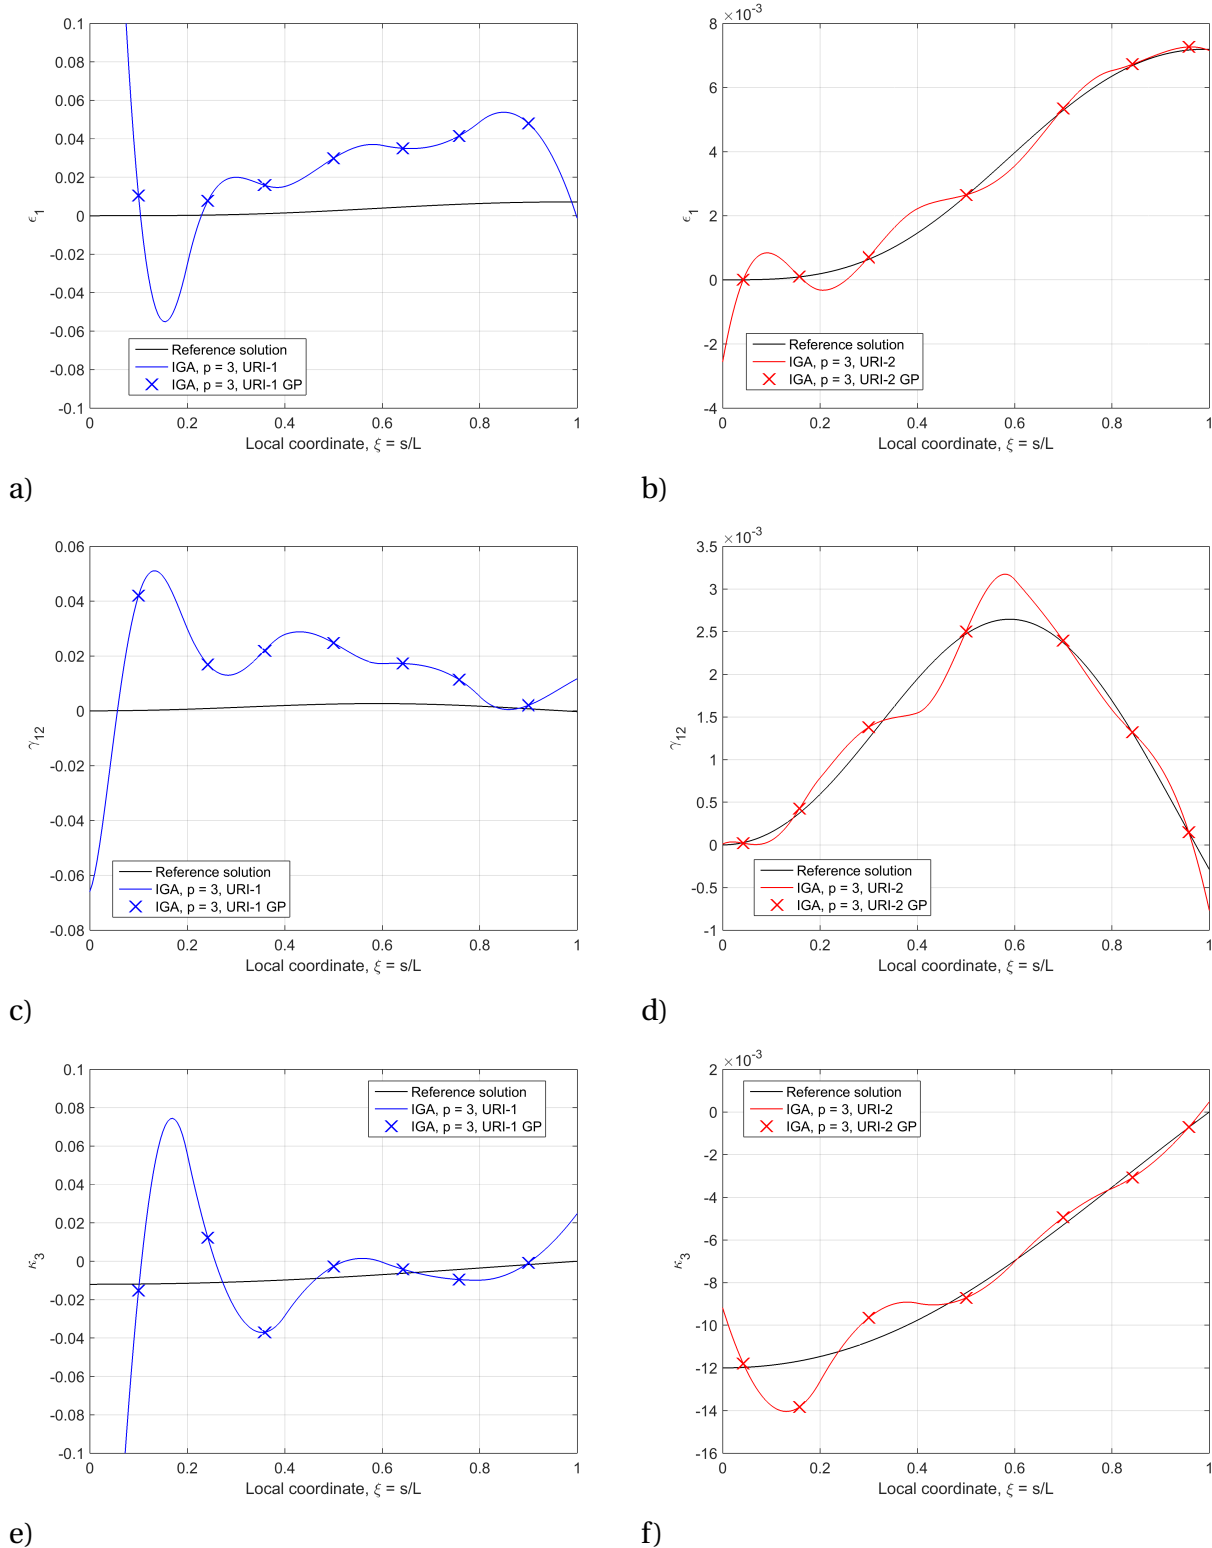 0.1
0.08
0.06
0.04
0.02
0
-0.02
-0.04
-0.06
-0.08
-0.1
ϵ1
Reference solution
IGA, p = 3, URI-1
IGA, p = 3, URI-1 GP
0 0.2 0.4 0.6 0.8 1
Local coordinate, ξ = s/L
a)
×10-3
8
6
4
2
0
-2
-4
ϵ1
Reference solution
IGA, p = 3, URI-2
IGA, p = 3, URI-2 GP
0 0.2 0.4 0.6 0.8 1
Local coordinate, ξ = s/L
b)
0.06
0.04
0.02
0
-0.02
-0.04
-0.06
-0.08
γ12
Reference solution
IGA, p = 3, URI-1
IGA, p = 3, URI-1 GP
0 0.2 0.4 0.6 0.8 1
Local coordinate, ξ = s/L
c)
×10-3
3.5
3
2.5
2
1.5
1
0.5
0
-0.5
-1
γ12
Reference solution
IGA, p = 3, URI-2
IGA, p = 3, URI-2 GP
0 0.2 0.4 0.6 0.8 1
Local coordinate, ξ = s/L
d)
0.1
0.08
0.06
0.04
0.02
0
-0.02
-0.04
-0.06
-0.08
-0.1
κ3
Reference solution
IGA, p = 3, URI-1
IGA, p = 3, URI-1 GP
0 0.2 0.4 0.6 0.8 1
Local coordinate, ξ = s/L
e)
×10-3
2
0
-2
-4
-6
-8
-10
-12
-14
-16
κ3
Reference solution
IGA, p = 3, URI-2
IGA, p = 3, URI-2 GP
0 0.2 0.4 0.6 0.8 1
Local coordinate, ξ = s/L
f)